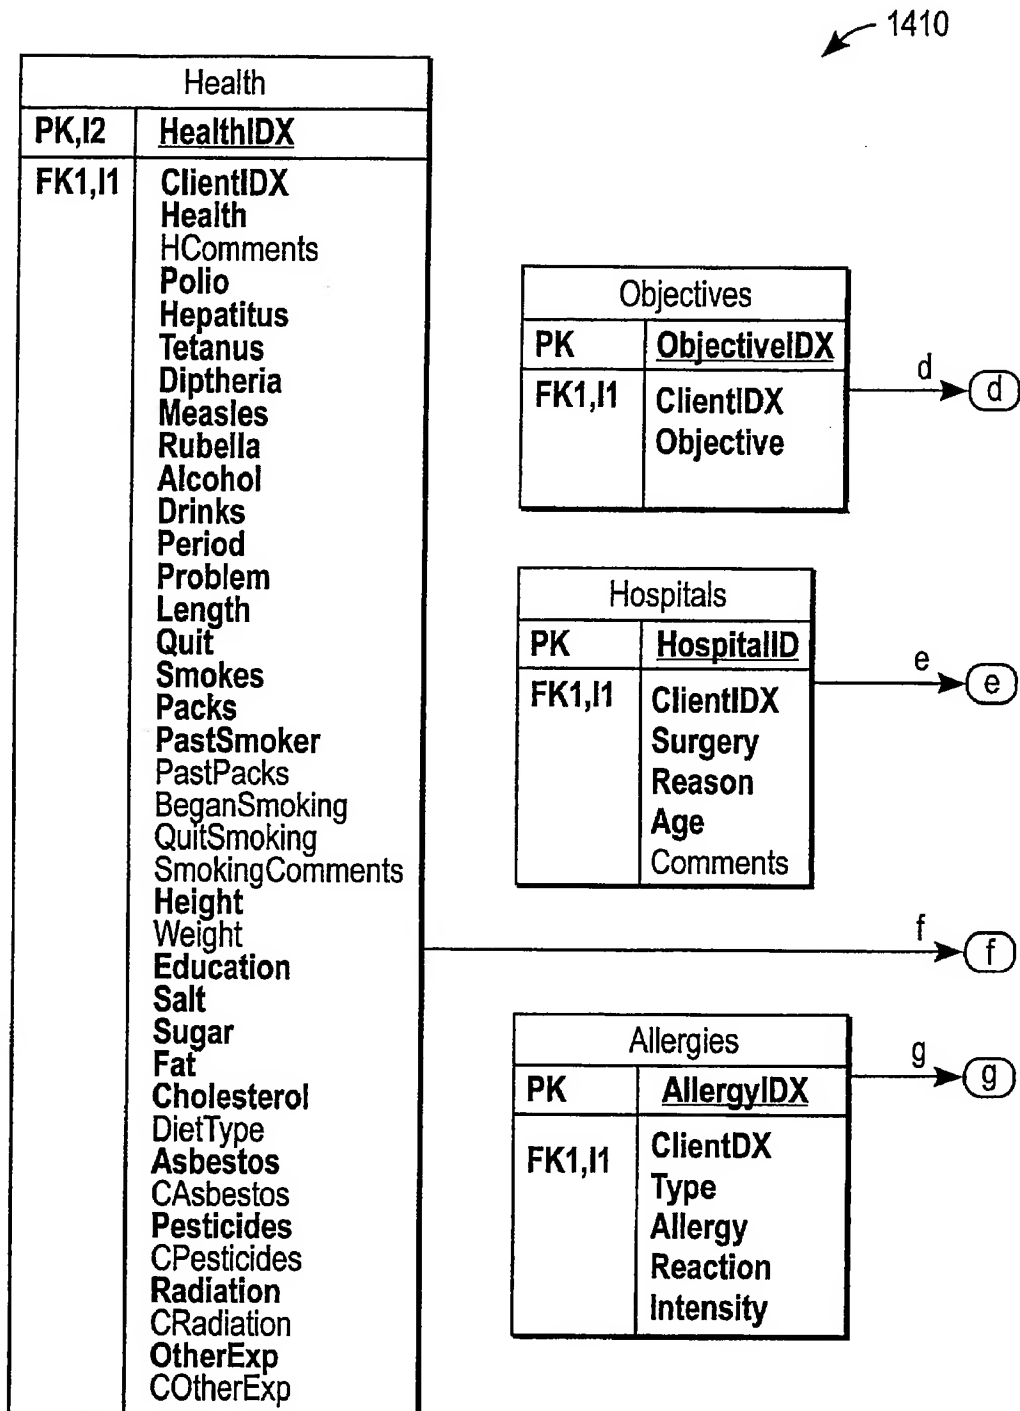 1410
Health
PK,I2 HealthIDX
FK1,I1 ClientIDX
Health
HComments
Polio
Hepatitus
Tetanus
Diptheria
Measles
Rubella
Alcohol
Drinks
Period
Problem
Length
Quit
Smokes
Packs
PastSmoker
PastPacks
BeganSmoking
QuitSmoking
SmokingComments
Height
Weight
Education
Salt
Sugar
Fat
Cholesterol
DietType
Asbestos
CAsbestos
Pesticides
CPesticides
Radiation
CRadiation
OtherExp
COtherExp
Objectives
PK ObjectiveIDX
FK1,I1 ClientIDX
Objective
d d
Hospitals
PK HospitalID
FK1,I1 ClientIDX
Surgery
Reason
Age
Comments
e e
f f
Allergies
PK AllergyIDX
FK1,I1 ClientDX
Type
Allergy
Reaction
Intensity
g g